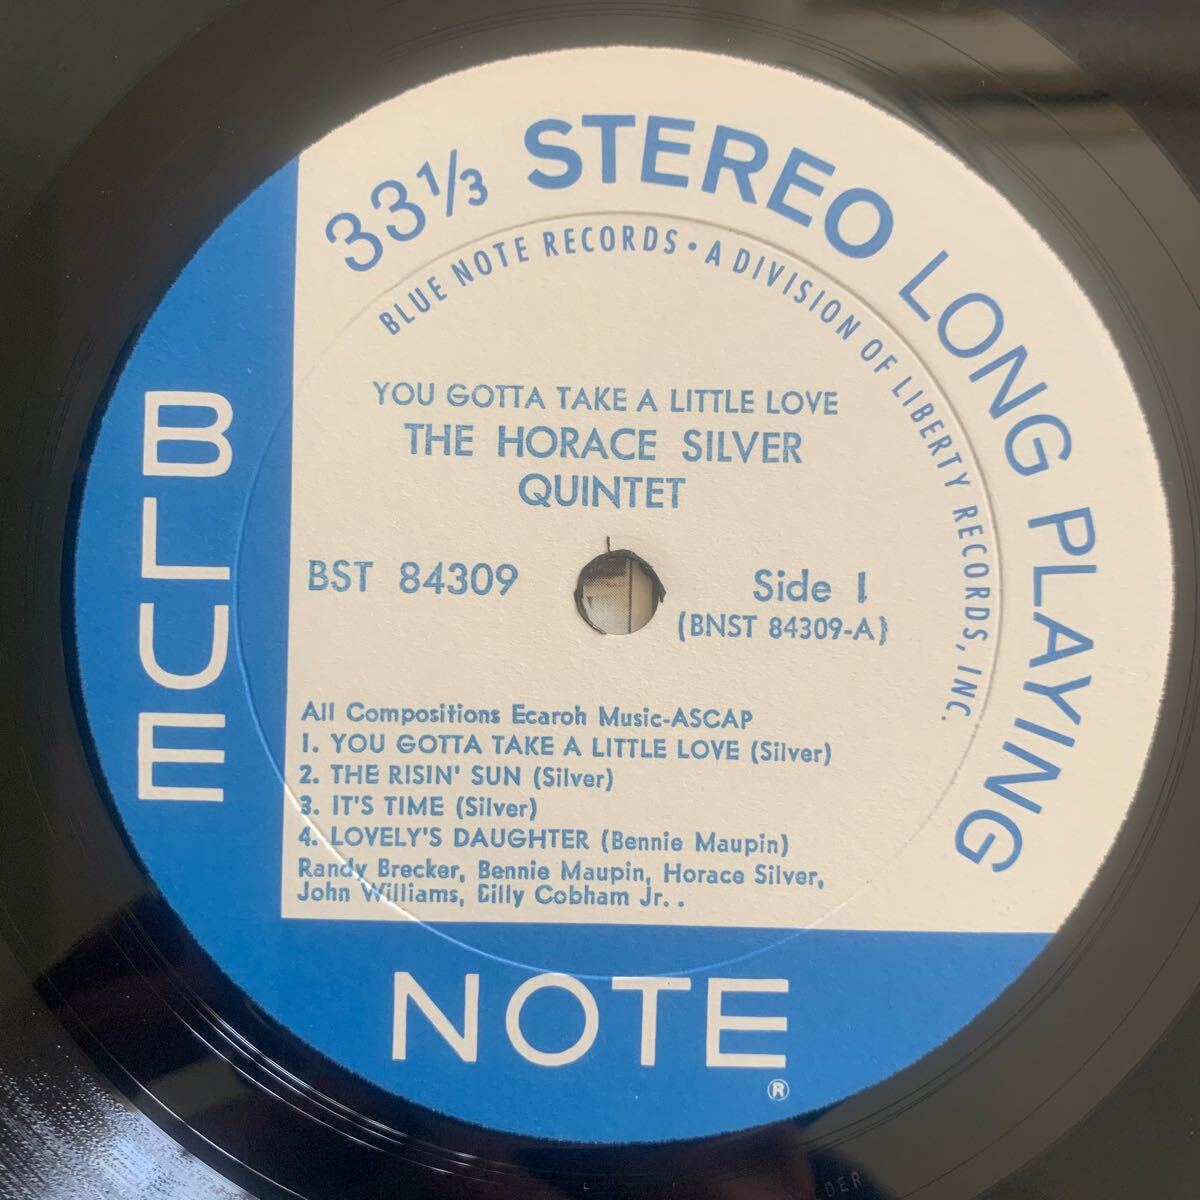 33⅓ STEREO LONG PLAYING
BLUE NOTE RECORDS • A DIVISION OF LIBERTY RECORDS, INC.
YOU GOTTA TAKE A LITTLE LOVE
THE HORACE SILVER
QUINTET
BST 84309
Side 1
(BNST 84309-A)
All Compositions Ecaroh Music-ASCAP
1. YOU GOTTA TAKE A LITTLE LOVE (Silver)
2. THE RISIN' SUN (Silver)
3. IT'S TIME (Silver)
4. LOVELY'S DAUGHTER (Bennie Maupin)
Randy Brecker, Bennie Maupin, Horace Silver,
John Williams, Billy Cobham Jr. .
BLUE
NOTE
®